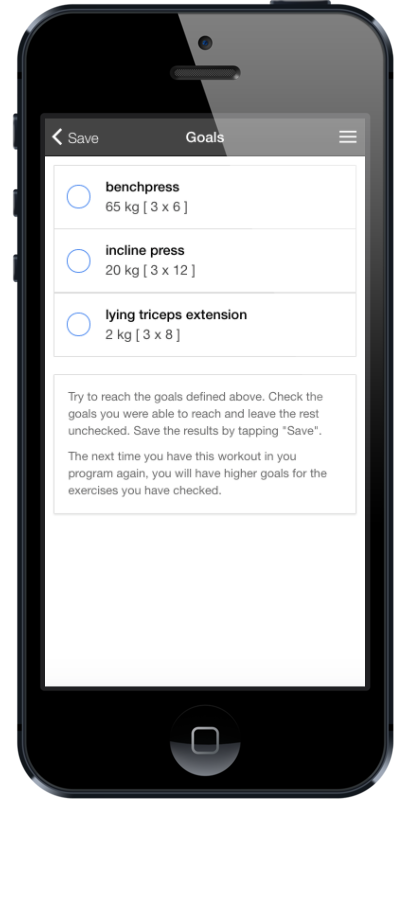 Save Goals
benchpress
65 kg [ 3 x 6 ]
incline press
20 kg [ 3 x 12 ]
lying triceps extension
2 kg [ 3 x 8 ]
Try to reach the goals defined above. Check the
goals you were able to reach and leave the rest
unchecked. Save the results by tapping "Save".
The next time you have this workout in you
program again, you will have higher goals for the
exercises you have checked.